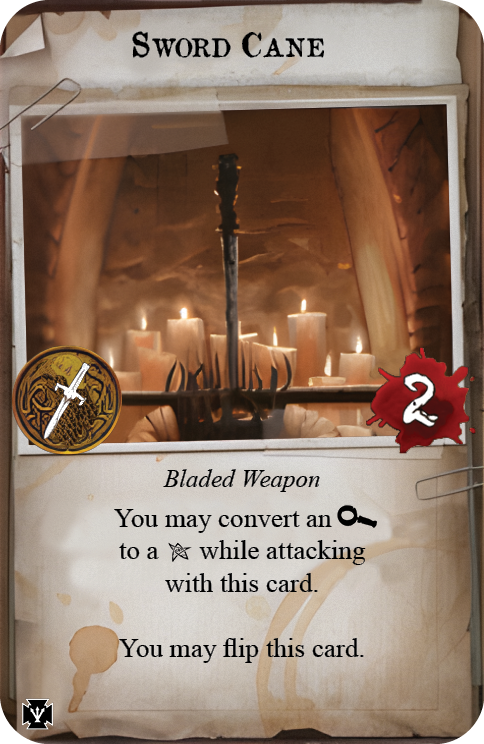 Sword Cane
2
Bladed Weapon
You may convert an
to a while attacking
with this card.
You may flip this card.